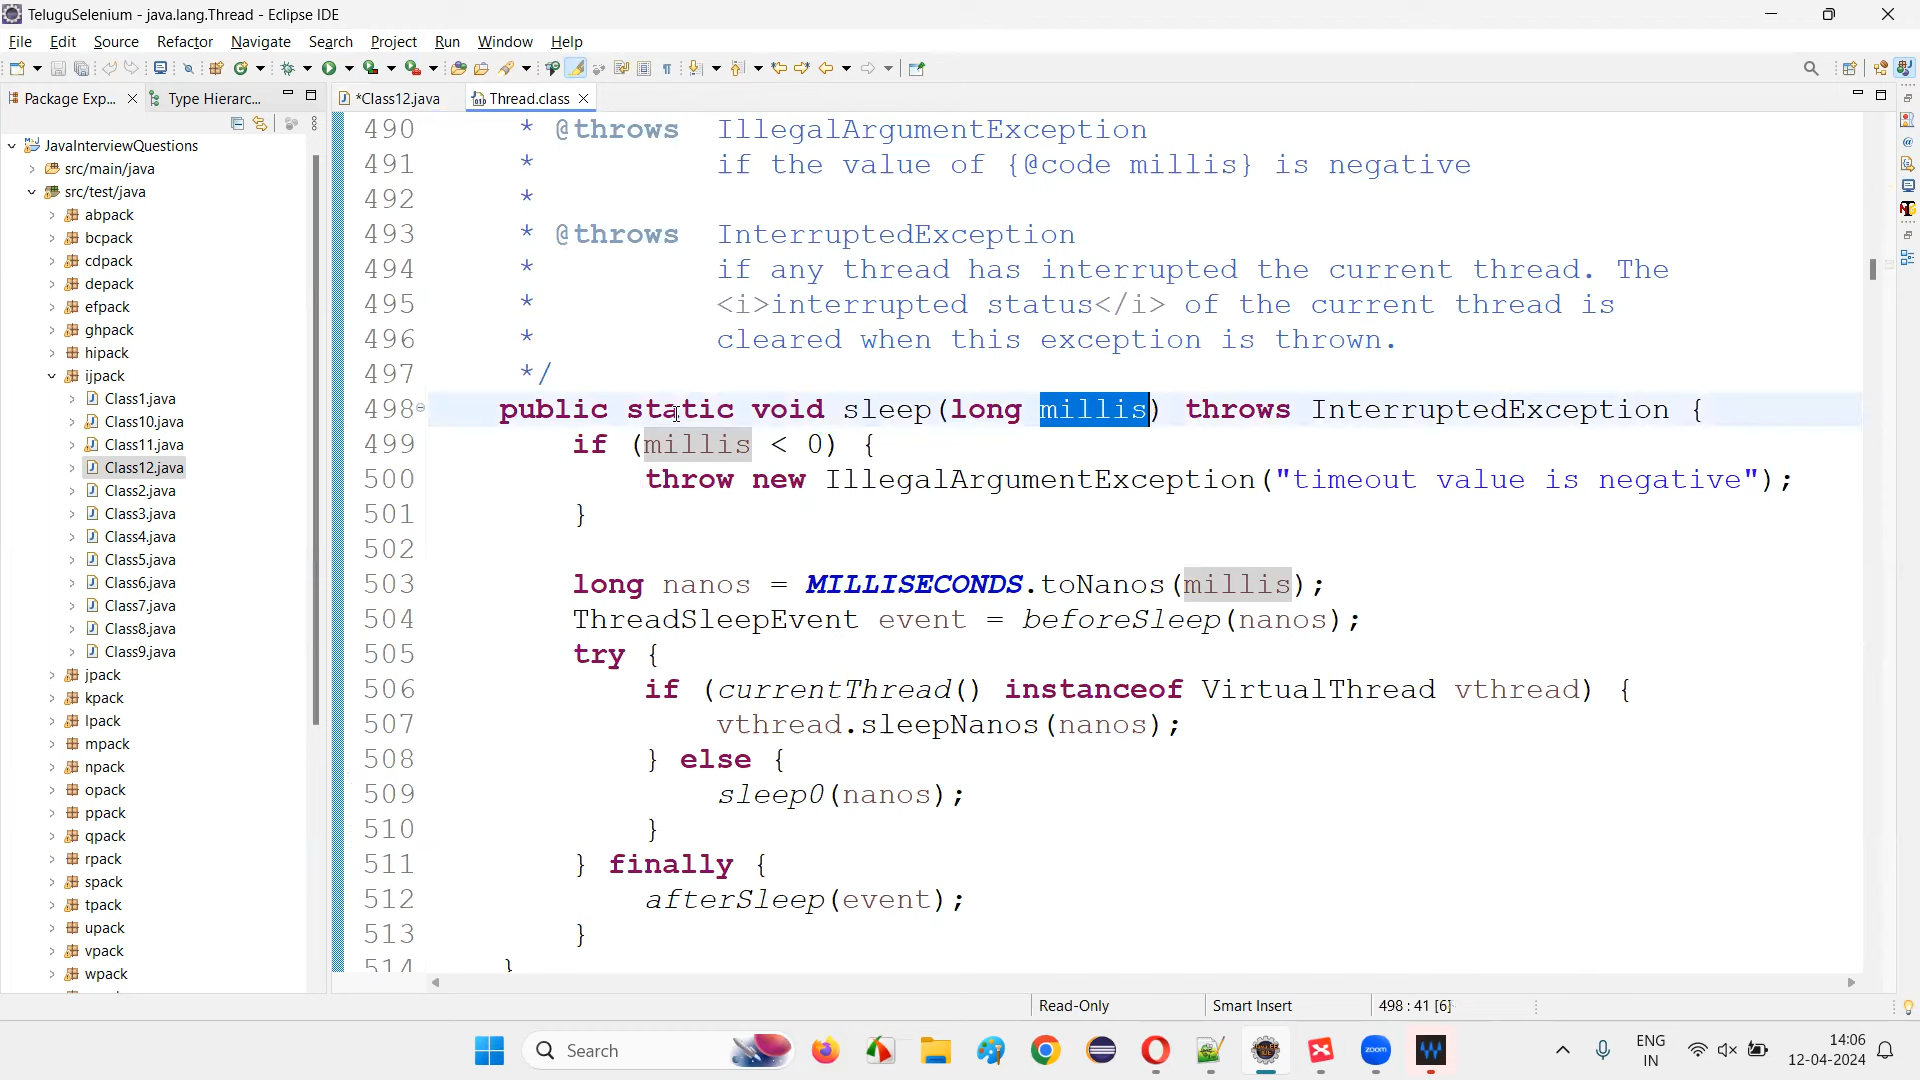 TeluguSelenium - java.lang.Thread - Eclipse IDE
File Edit Source Refactor Navigate Search Project Run Window Help
Package Exp... Type Hierarc...
*Class12.java Thread.class
JavaInterviewQuestions
src/main/java
src/test/java
abpack
bcpack
cdpack
depack
efpack
ghpack
hipack
ijpack
Class1.java
Class10.java
Class11.java
Class12.java
Class2.java
Class3.java
Class4.java
Class5.java
Class6.java
Class7.java
Class8.java
Class9.java
jpack
kpack
lpack
mpack
npack
opack
ppack
qpack
rpack
spack
tpack
upack
vpack
wpack
490 * @throws IllegalArgumentException
491 * if the value of {@code millis} is negative
492 *
493 * @throws InterruptedException
494 * if any thread has interrupted the current thread. The
495 * <i>interrupted status</i> of the current thread is
496 * cleared when this exception is thrown.
497 */
498 public static void sleep(long millis) throws InterruptedException {
499 if (millis < 0) {
500 throw new IllegalArgumentException("timeout value is negative");
501 }
502
503 long nanos = MILLISECONDS.toNanos(millis);
504 ThreadSleepEvent event = beforeSleep(nanos);
505 try {
506 if (currentThread() instanceof VirtualThread vthread) {
507 vthread.sleepNanos(nanos);
508 } else {
509 sleep0(nanos);
510 }
511 } finally {
512 afterSleep(event);
513 }
514 }
Read-Only Smart Insert 498 : 41 [6]
Search
zoom
ENG
IN
14:06
12-04-2024